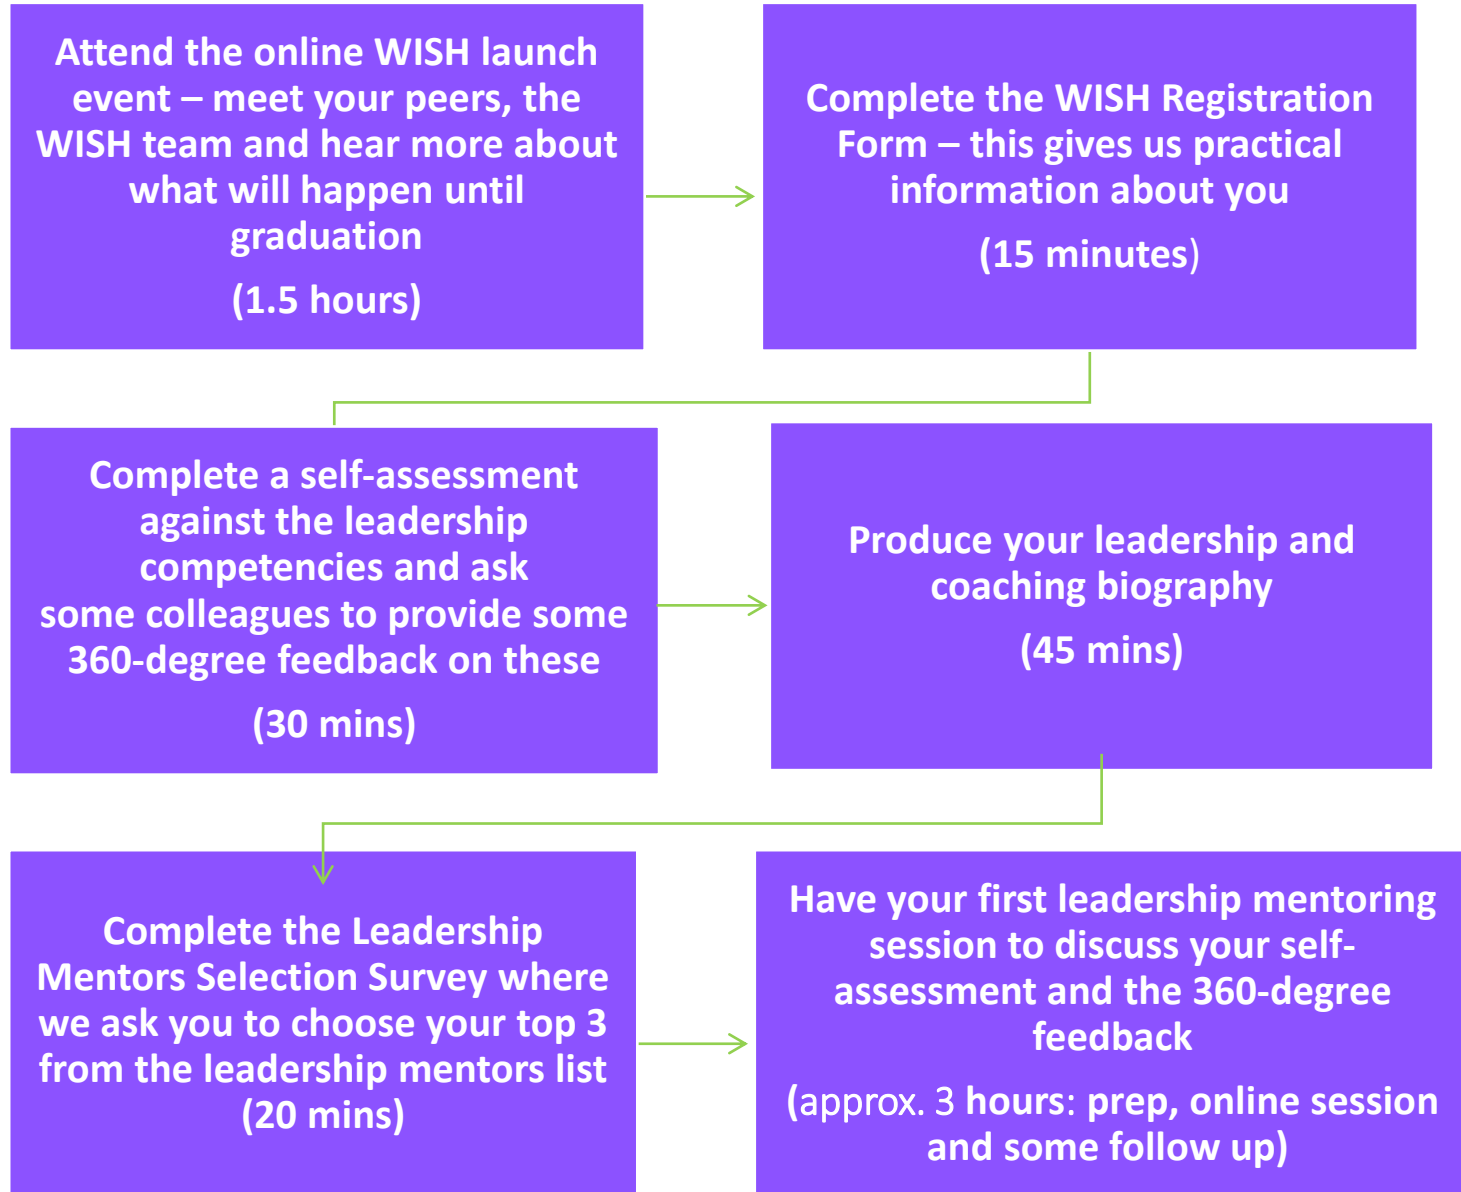 Attend the online WISH launch
event – meet your peers, the
WISH team and hear more about
what will happen until
graduation
(1.5 hours)
Complete the WISH Registration
Form – this gives us practical
information about you
(15 minutes)
Complete a self-assessment
against the leadership
competencies and ask
some colleagues to provide some
360-degree feedback on these
(30 mins)
Produce your leadership and
coaching biography
(45 mins)
Complete the Leadership
Mentors Selection Survey where
we ask you to choose your top 3
from the leadership mentors list
(20 mins)
Have your first leadership mentoring
session to discuss your self-
assessment and the 360-degree
feedback
(approx. 3 hours: prep, online session
and some follow up)